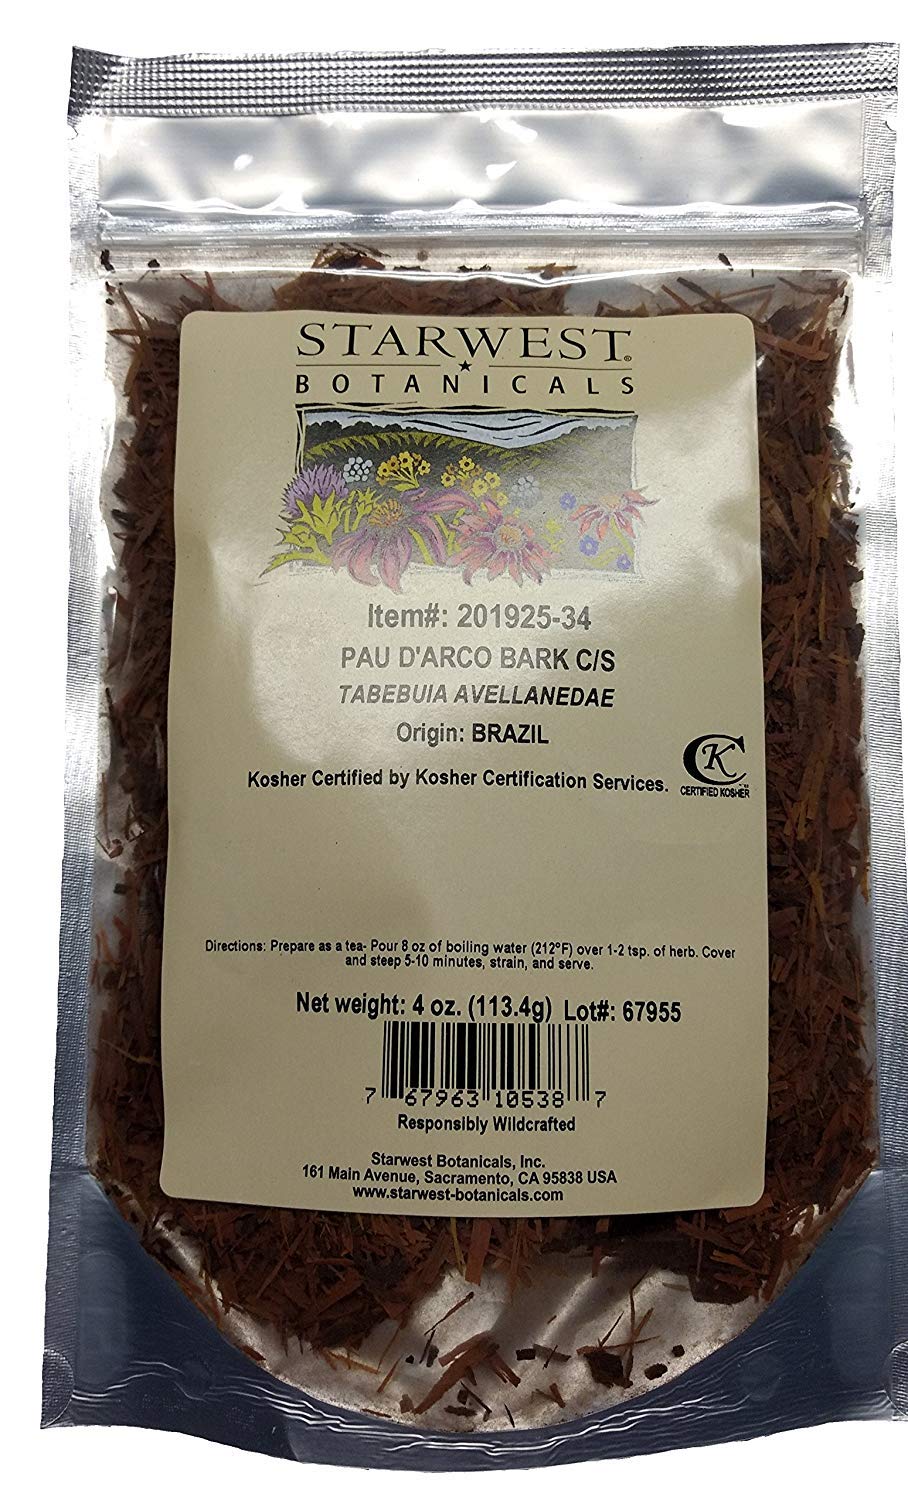 STARWEST®
BOTANICALS
Item#: 201925-34
PAU D'ARCO BARK C/S
TABEBUIA AVELLANEDAE
Origin: BRAZIL
Kosher Certified by Kosher Certification Services.
CK
CERTIFIED KOSHER™
Directions: Prepare as a tea- Pour 8 oz of boiling water (212°F) over 1-2 tsp. of herb. Cover
and steep 5-10 minutes, strain, and serve.
Net weight: 4 oz. (113.4g) Lot#: 67955
7 67963 10538 7
Responsibly Wildcrafted
Starwest Botanicals, Inc.
161 Main Avenue, Sacramento, CA 95838 USA
www.starwest-botanicals.com